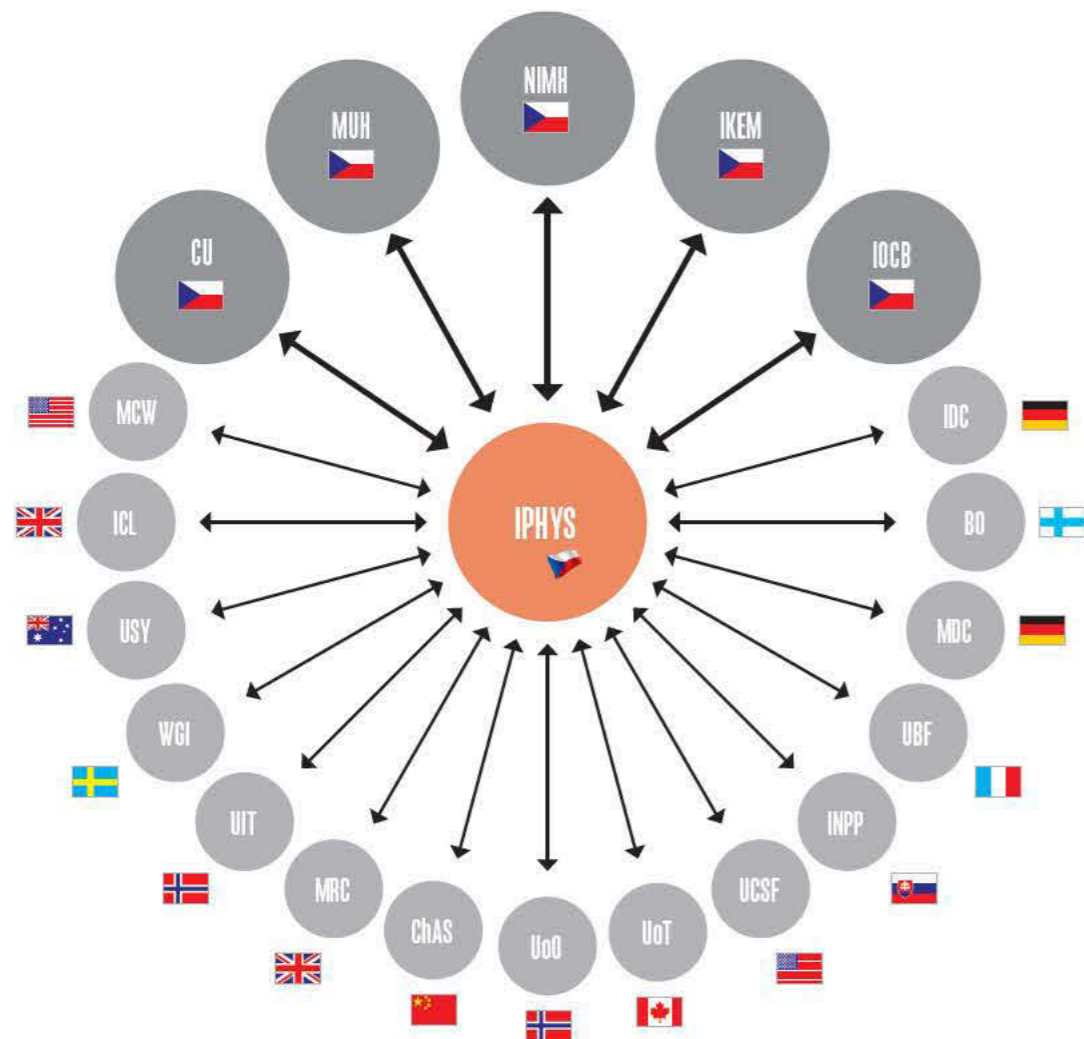 NIMH
MUH
IKEM
CU
IOCB
MCW
IDC
ICL
IPHYS
BO
USY
MDC
WGI
UBF
UIT
INPP
MRC
UCSF
ChAS
UoO
UoT